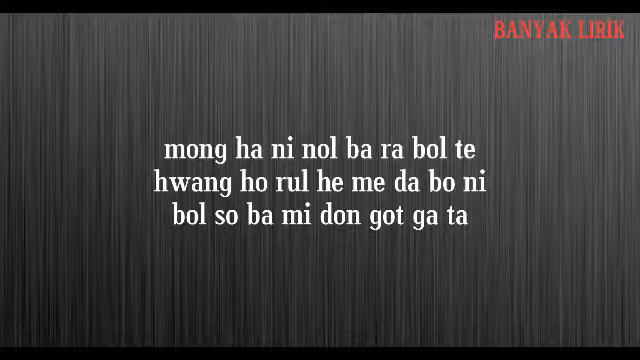 BANYAK LIRIK
mong ha ni nol ba ra bol te
hwang ho rul he me da bo ni
bol so ba mi don got ga ta